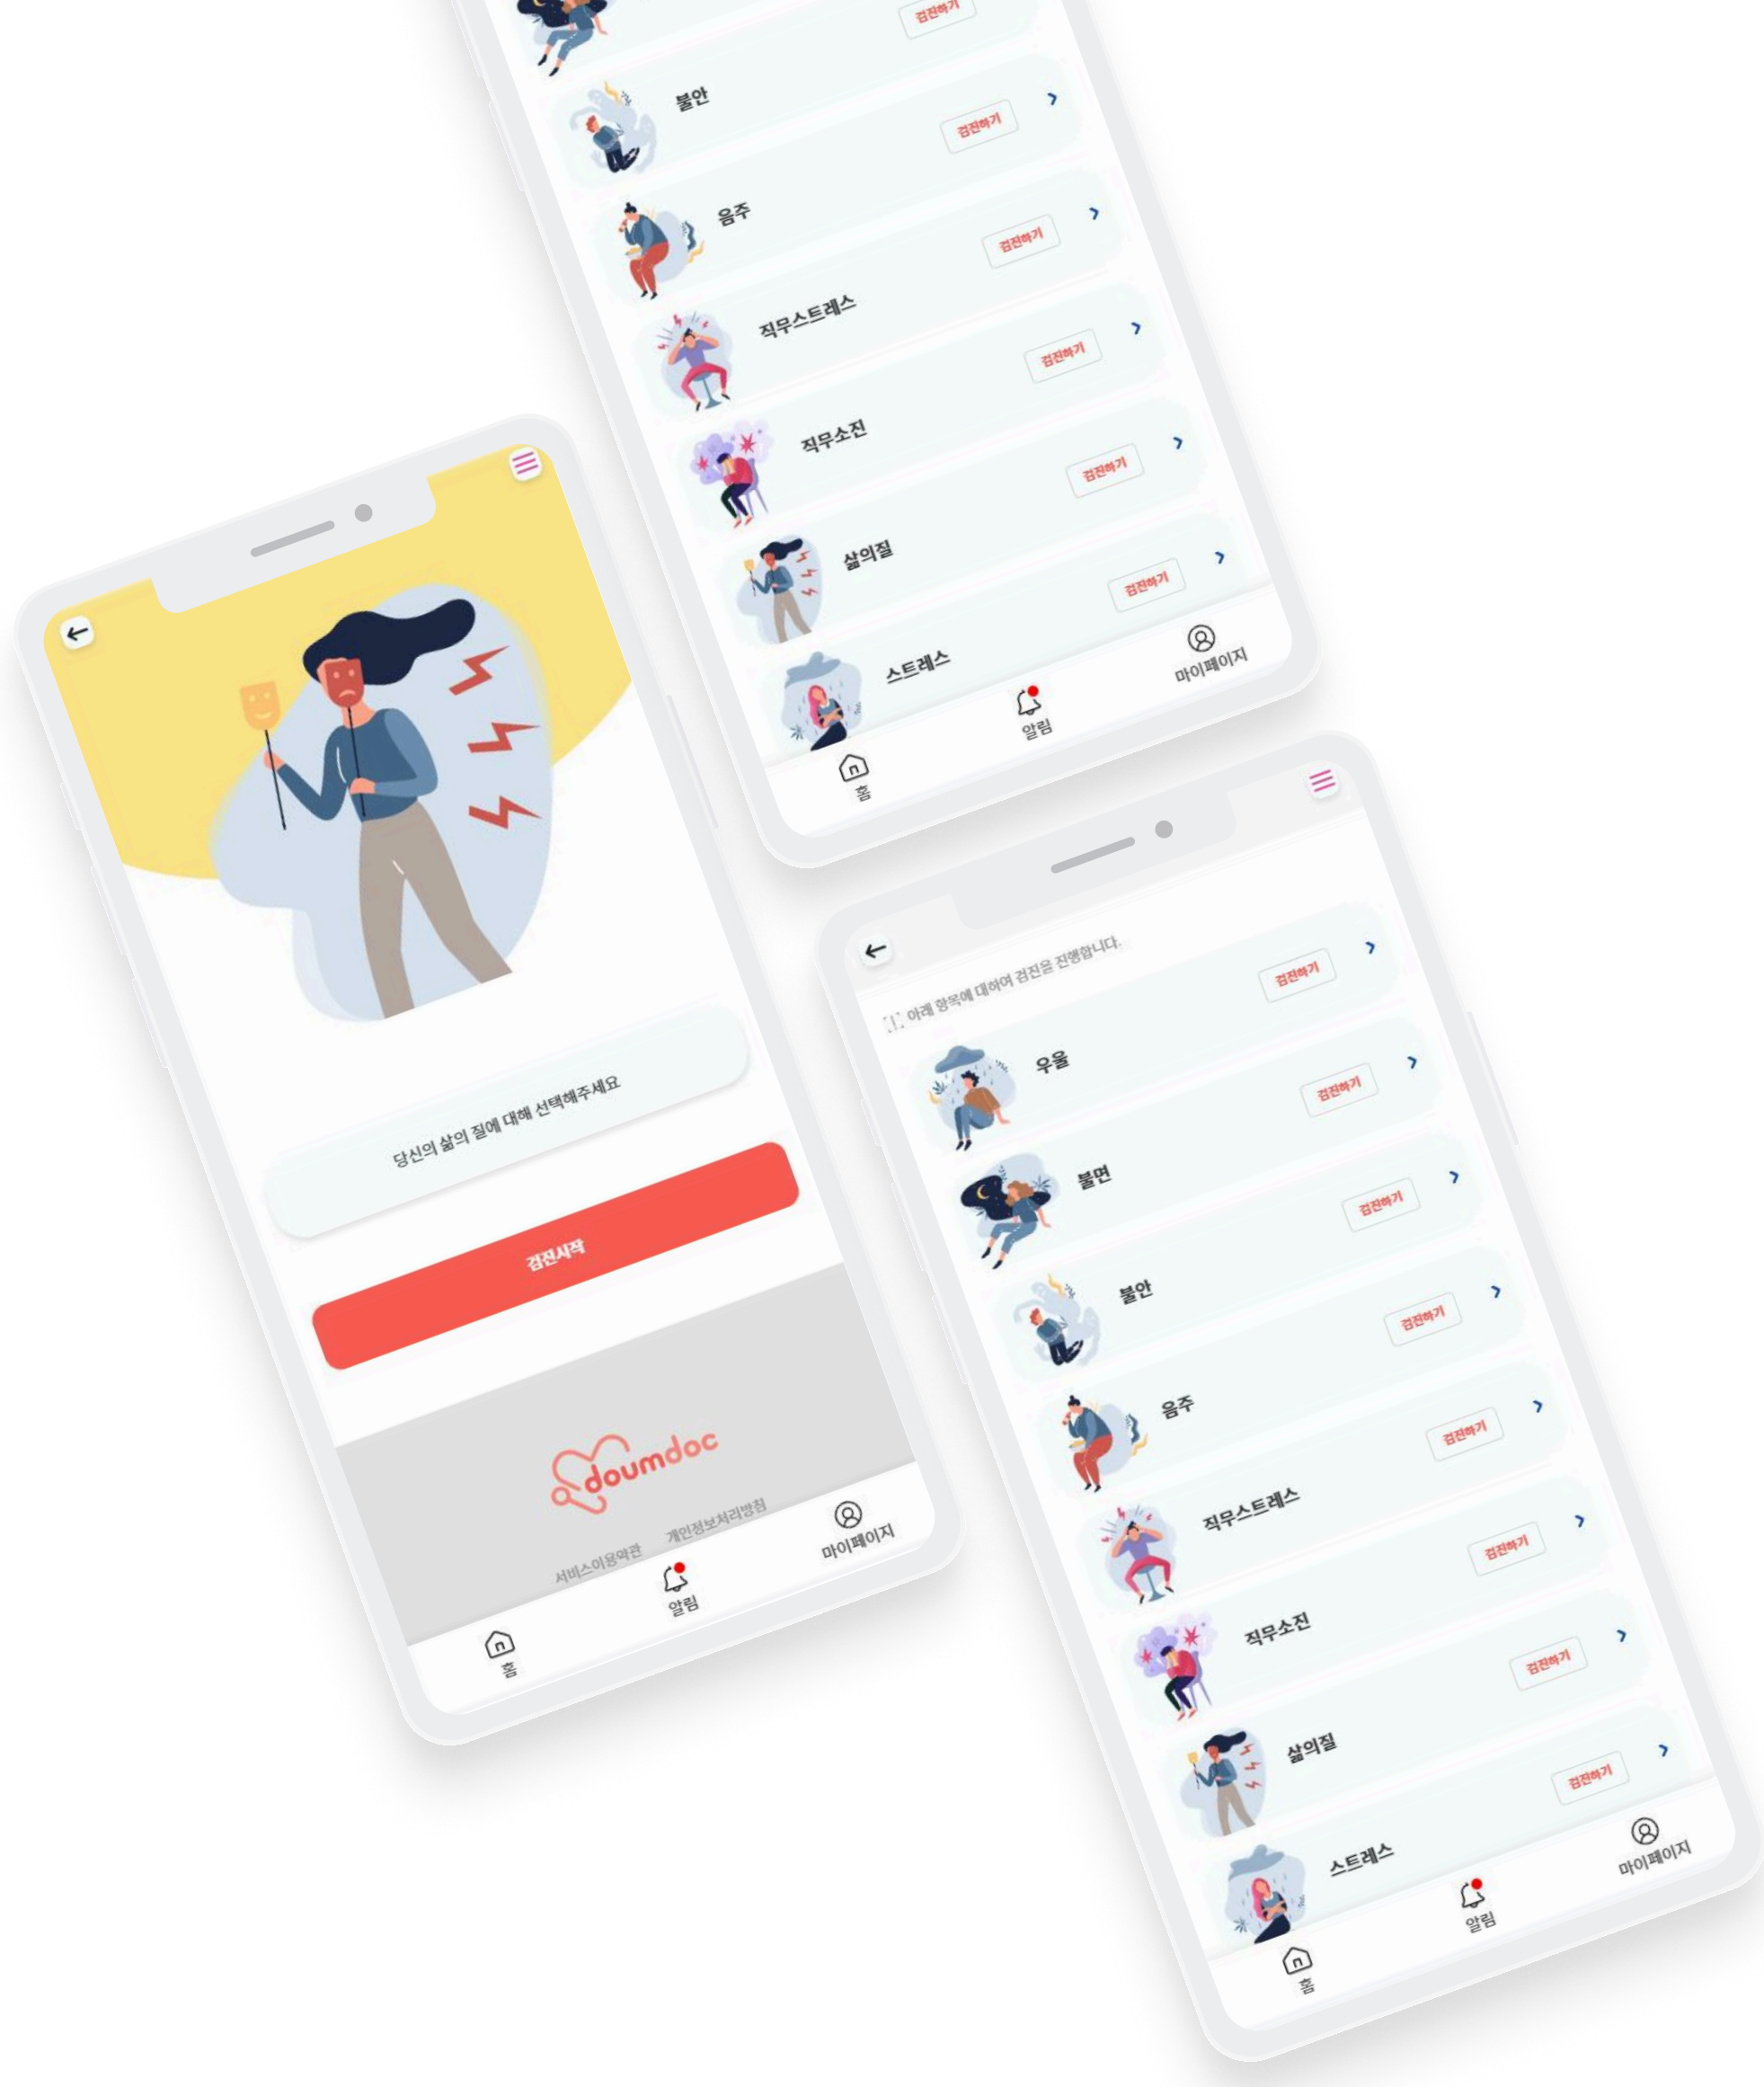 검진하기
불안
검진하기
음주
검진하기
직무스트레스
검진하기
직무소진
검진하기
삶의질
검진하기
스트레스
홈
알림
마이페이지
당신의 삶의 질에 대해 선택해주세요
검진시작
doumdoc
서비스이용약관 개인정보처리방침
홈
알림
마이페이지
아래 항목에 대하여 검진을 진행합니다.
우울
검진하기
불면
검진하기
불안
검진하기
음주
검진하기
직무스트레스
검진하기
직무소진
검진하기
삶의질
검진하기
스트레스
검진하기
홈
알림
마이페이지